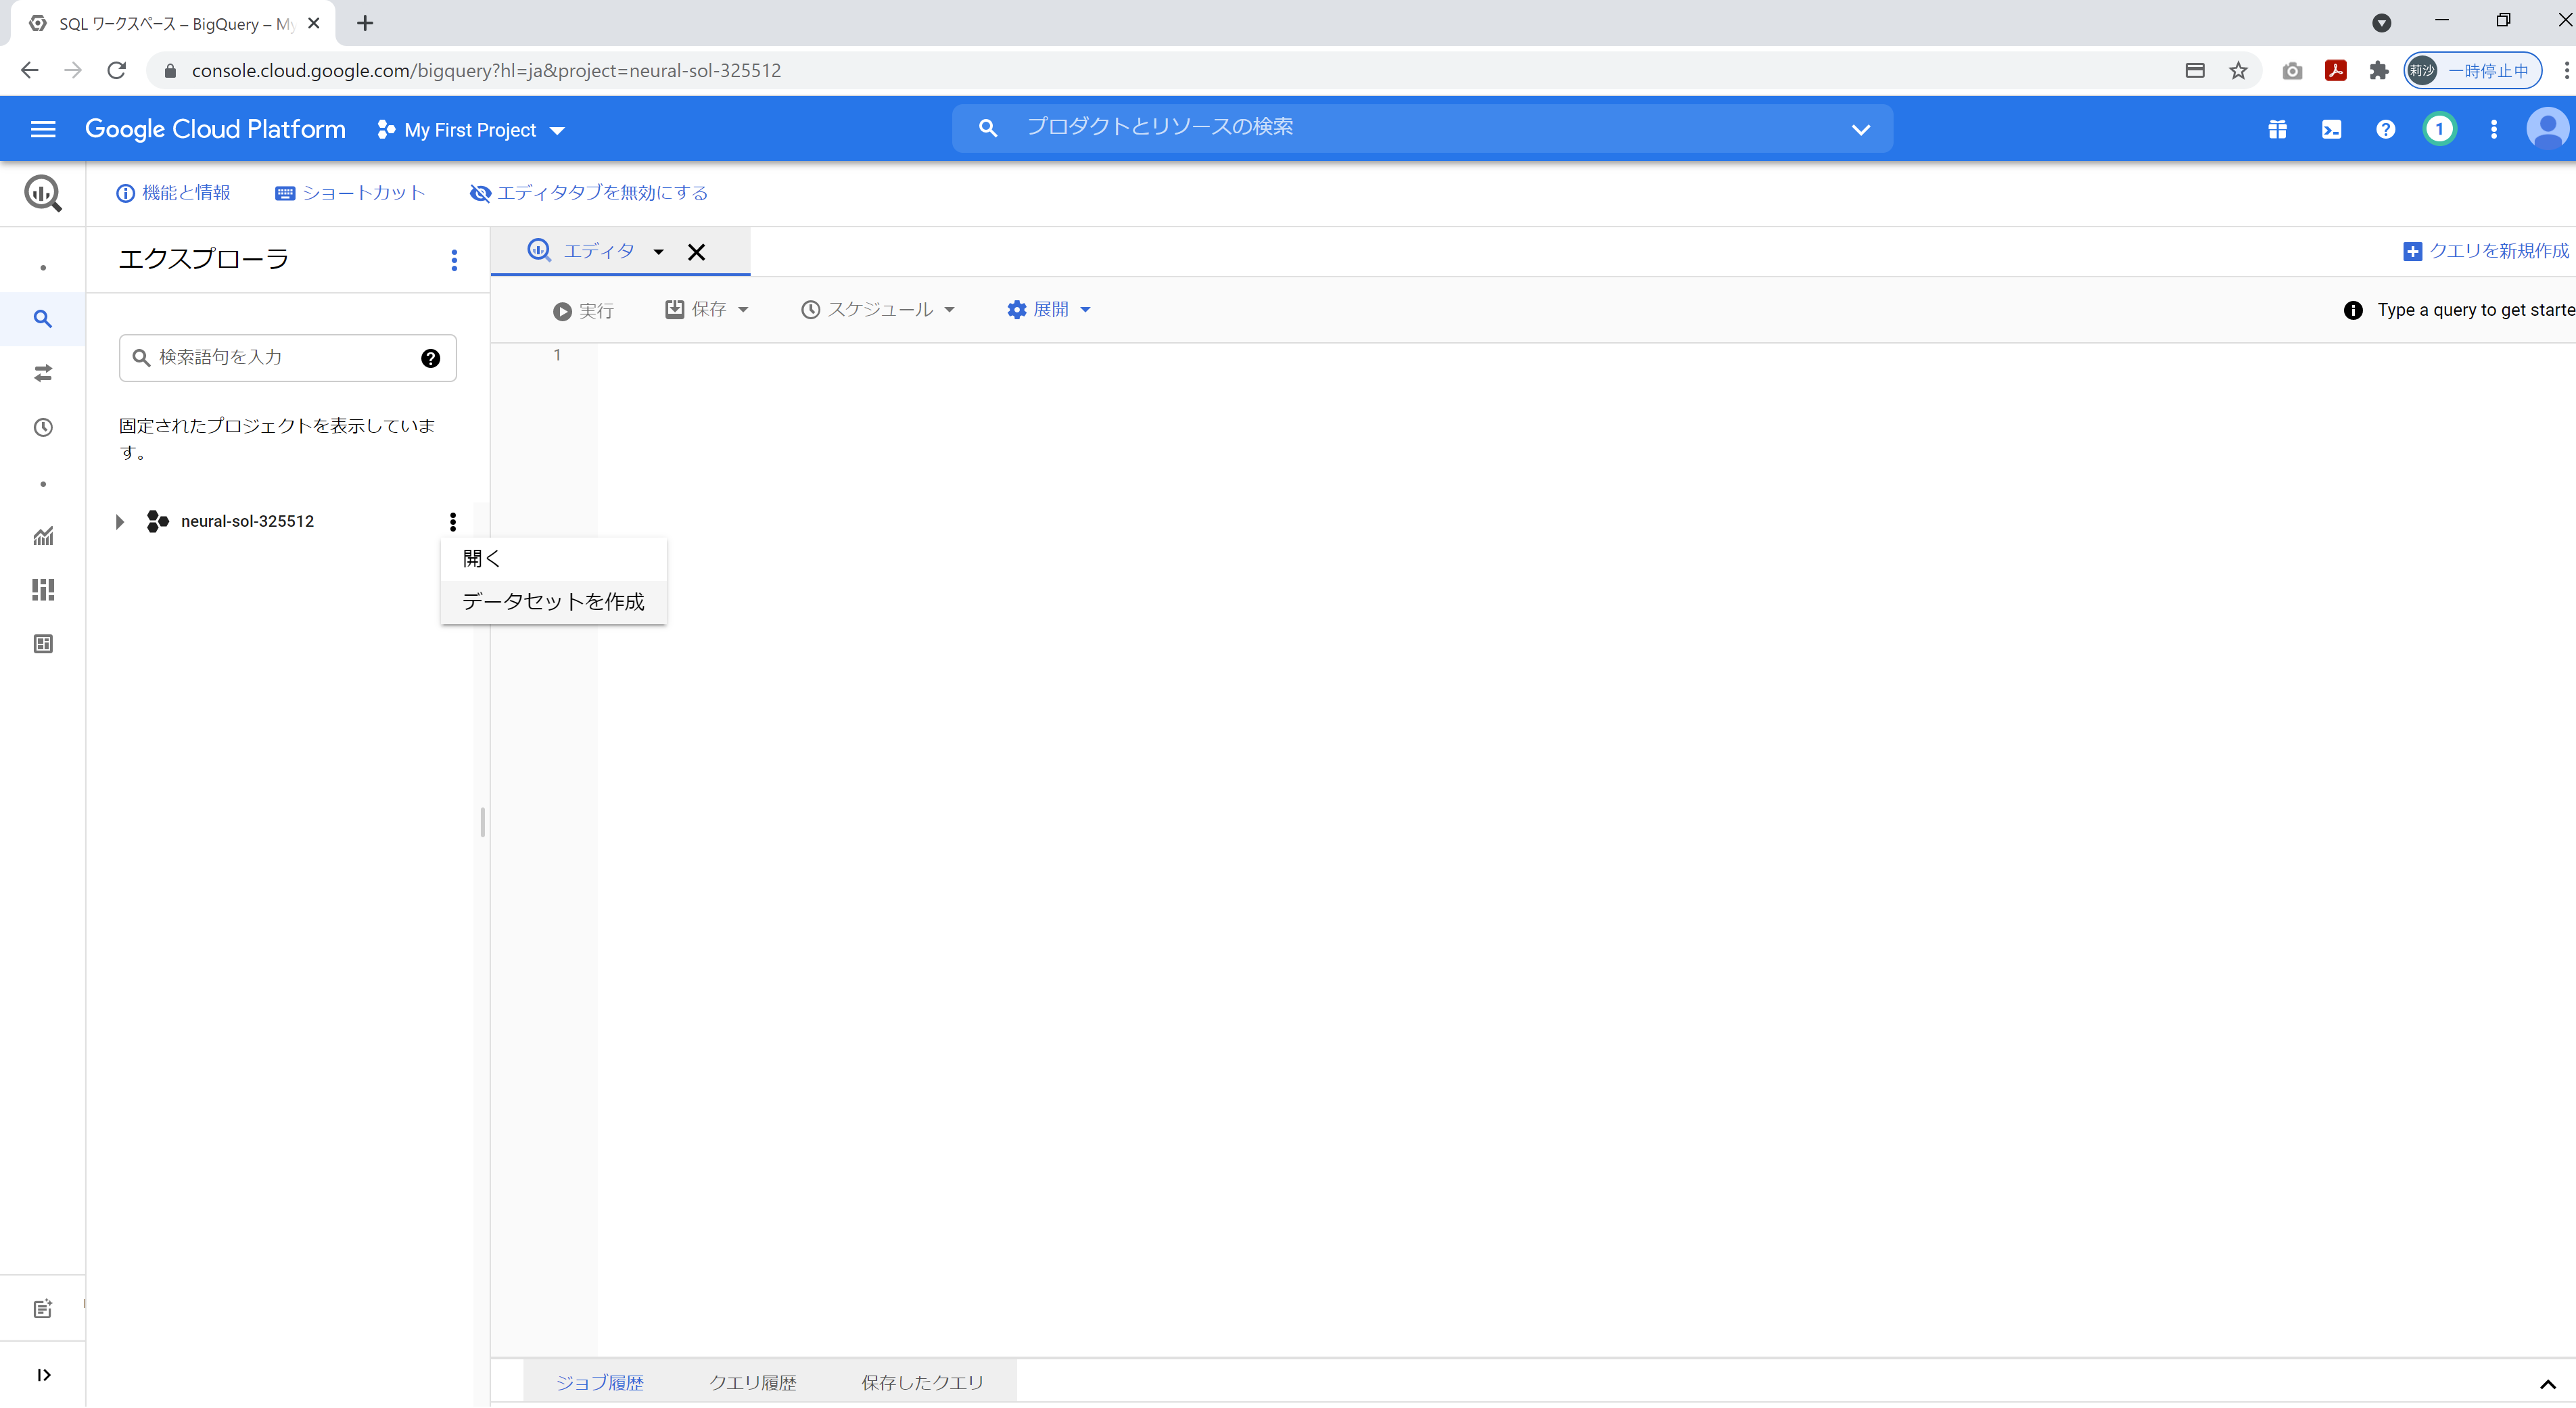 SQL ワークスペース – BigQuery – My
console.cloud.google.com/bigquery?hl=ja&project=neural-sol-325512
莉沙 一時停止中
Google Cloud Platform
My First Project
プロダクトとリソースの検索
1
機能と情報
ショートカット
エディタタブを無効にする
エクスプローラ
エディタ
クエリを新規作成
実行
保存
スケジュール
展開
Type a query to get starte
検索語句を入力
1
固定されたプロジェクトを表示していま
す。
neural-sol-325512
開く
データセットを作成
ジョブ履歴
クエリ履歴
保存したクエリ